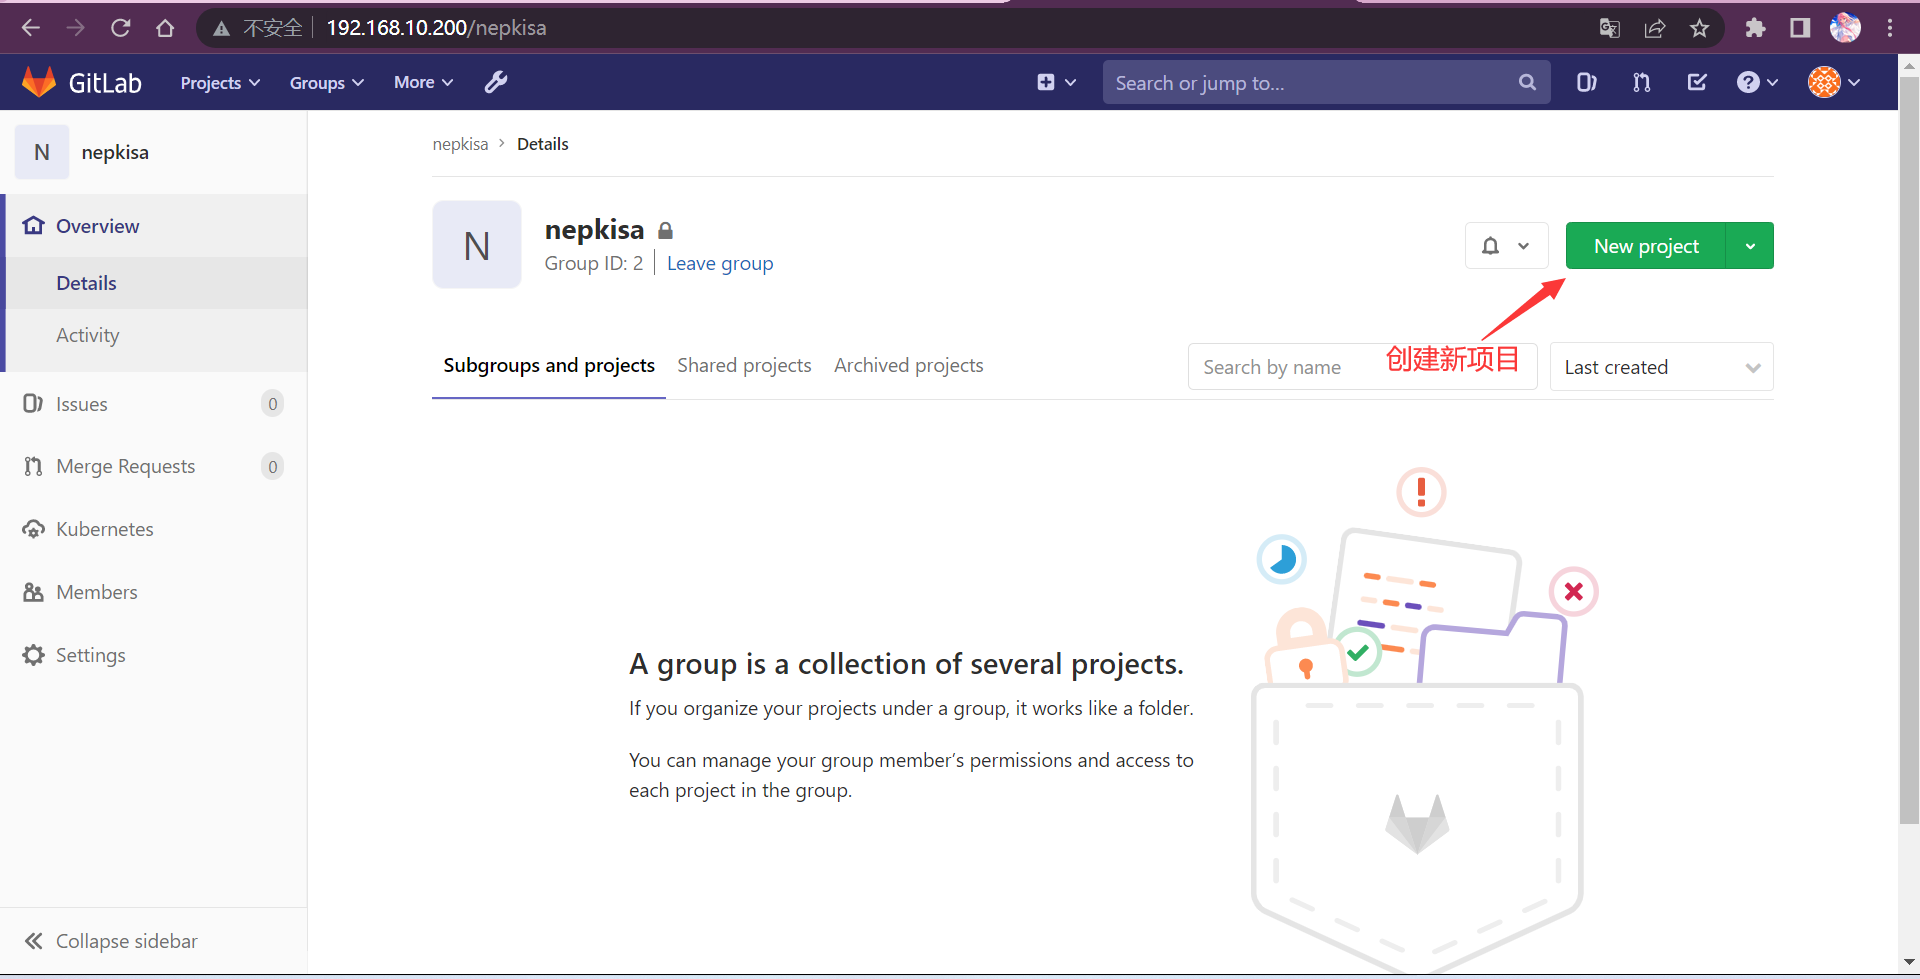 不安全 192.168.10.200/nepkisa
GitLab Projects Groups More Search or jump to...
N nepkisa
Overview
Details
Activity
Issues 0
Merge Requests 0
Kubernetes
Members
Settings
Collapse sidebar
nepkisa > Details
N
nepkisa
Group ID: 2 Leave group
New project
创建新项目
Subgroups and projects Shared projects Archived projects Search by name Last created
A group is a collection of several projects.
If you organize your projects under a group, it works like a folder.
You can manage your group member’s permissions and access to
each project in the group.